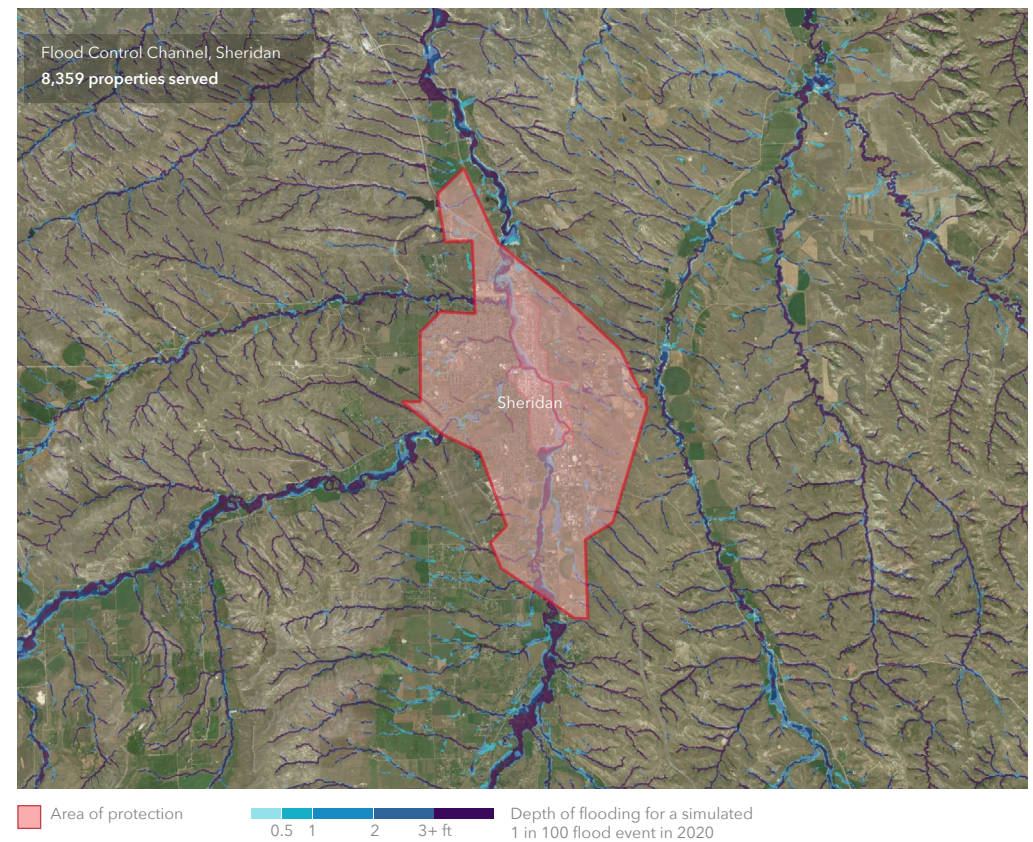 Flood Control Channel, Sheridan
8,359 properties served
Sheridan
Area of protection
0.5 1 2 3+ ft
Depth of flooding for a simulated
1 in 100 flood event in 2020